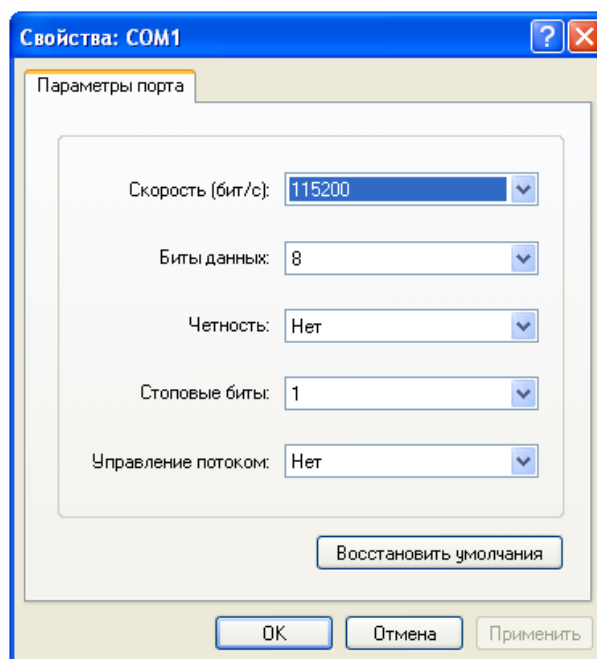 Свойства: COM1
Параметры порта
Скорость (бит/с): 115200
Биты данных: 8
Четность: Нет
Стоповые биты: 1
Управление потоком: Нет
Восстановить умолчания
OK Отмена Применить